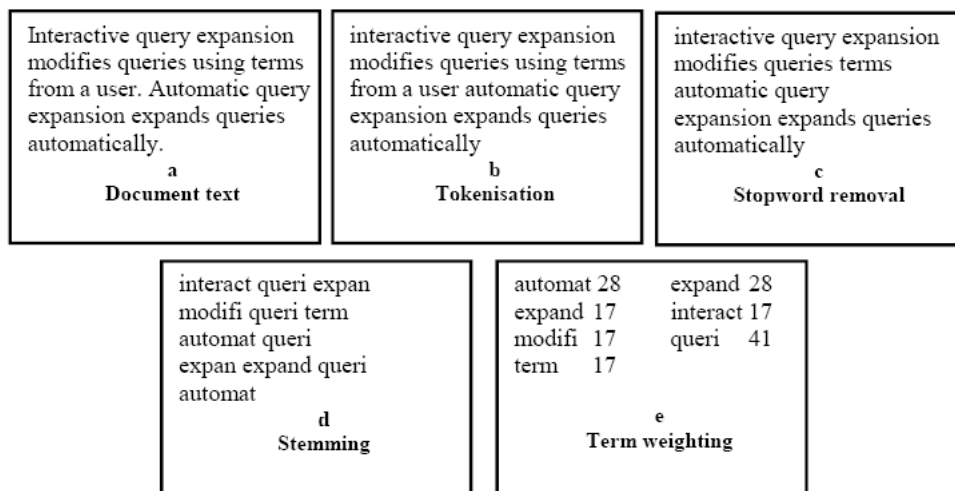 Interactive query expansion
modifies queries using terms
from a user. Automatic query
expansion expands queries
automatically.
a
Document text
interactive query expansion
modifies queries using terms
from a user automatic query
expansion expands queries
automatically
b
Tokenisation
interactive query expansion
modifies queries terms
automatic query
expansion expands queries
automatically
c
Stopword removal
interact queri expan
modifi queri term
automat queri
expan expand queri
automat
d
Stemming
automat 28 expand 28
expand 17 interact 17
modifi 17 queri 41
term 17
e
Term weighting